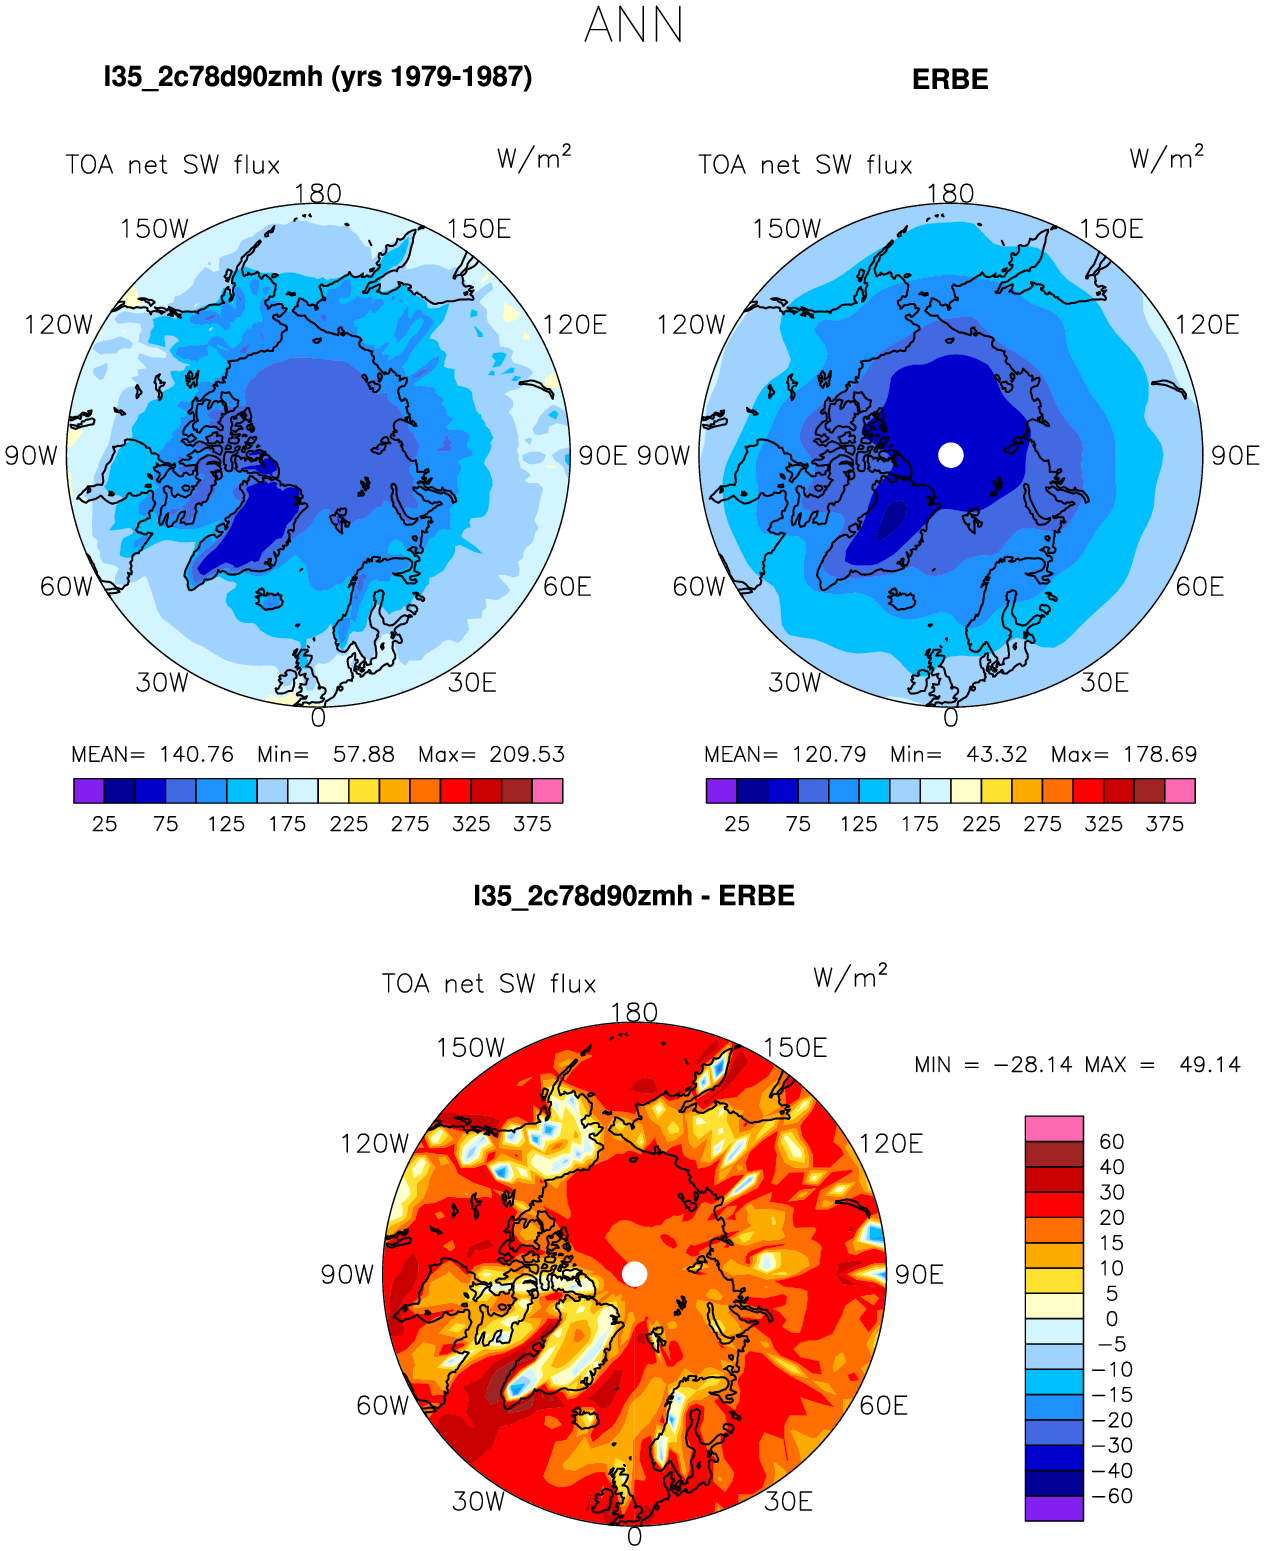 ANN
l35_2c78d90zmh (yrs 1979-1987)
ERBE
TOA net SW flux W/m2
TOA net SW flux W/m2
180
150W 150E
120W 120E
90W 90E
60W 60E
30W 30E
0
180
150W 150E
120W 120E
90W 90E
60W 60E
30W 30E
0
MEAN= 140.76 Min= 57.88 Max= 209.53
25 75 125 175 225 275 325 375
MEAN= 120.79 Min= 43.32 Max= 178.69
25 75 125 175 225 275 325 375
l35_2c78d90zmh - ERBE
TOA net SW flux W/m2
180
150W 150E
120W 120E
90W 90E
60W 60E
30W 30E
0
MIN = −28.14 MAX = 49.14
60
40
30
20
15
10
5
0
−5
−10
−15
−20
−30
−40
−60